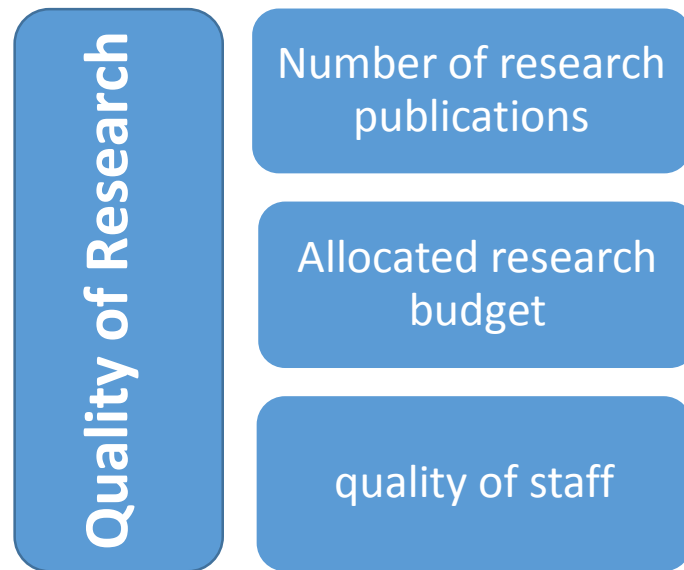 Quality of Research
Number of research
publications
Allocated research
budget
quality of staff